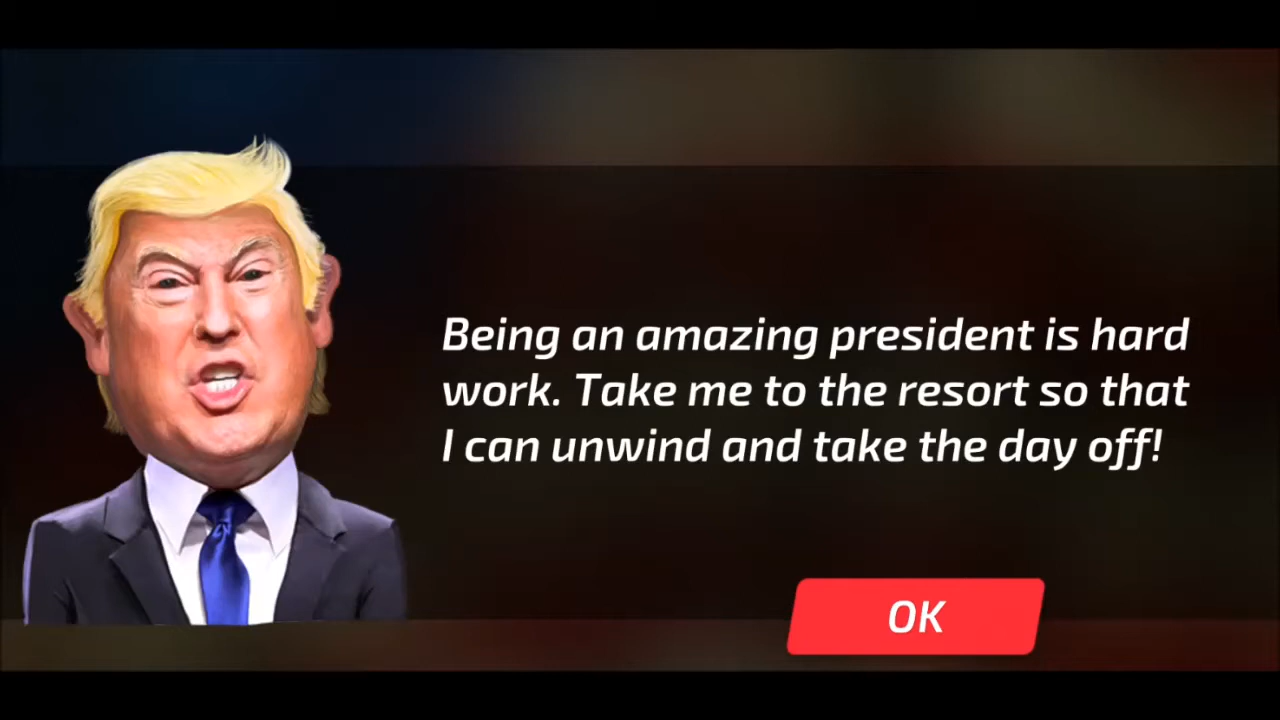 Being an amazing president is hard
work. Take me to the resort so that
I can unwind and take the day off!
OK